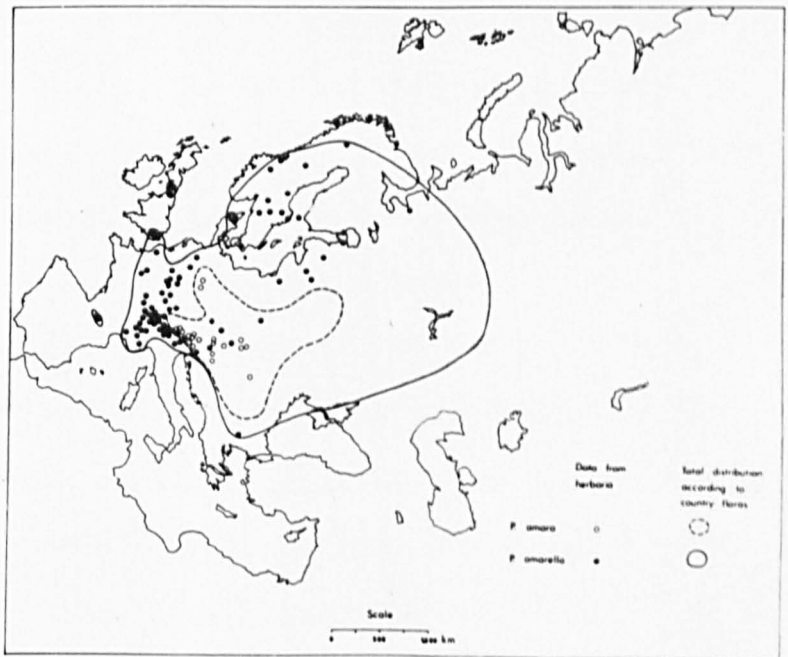 Data from
herbaria
Total distribution
according to
country floras
P. amara
P. amarella
Scale
0 500 1000 km